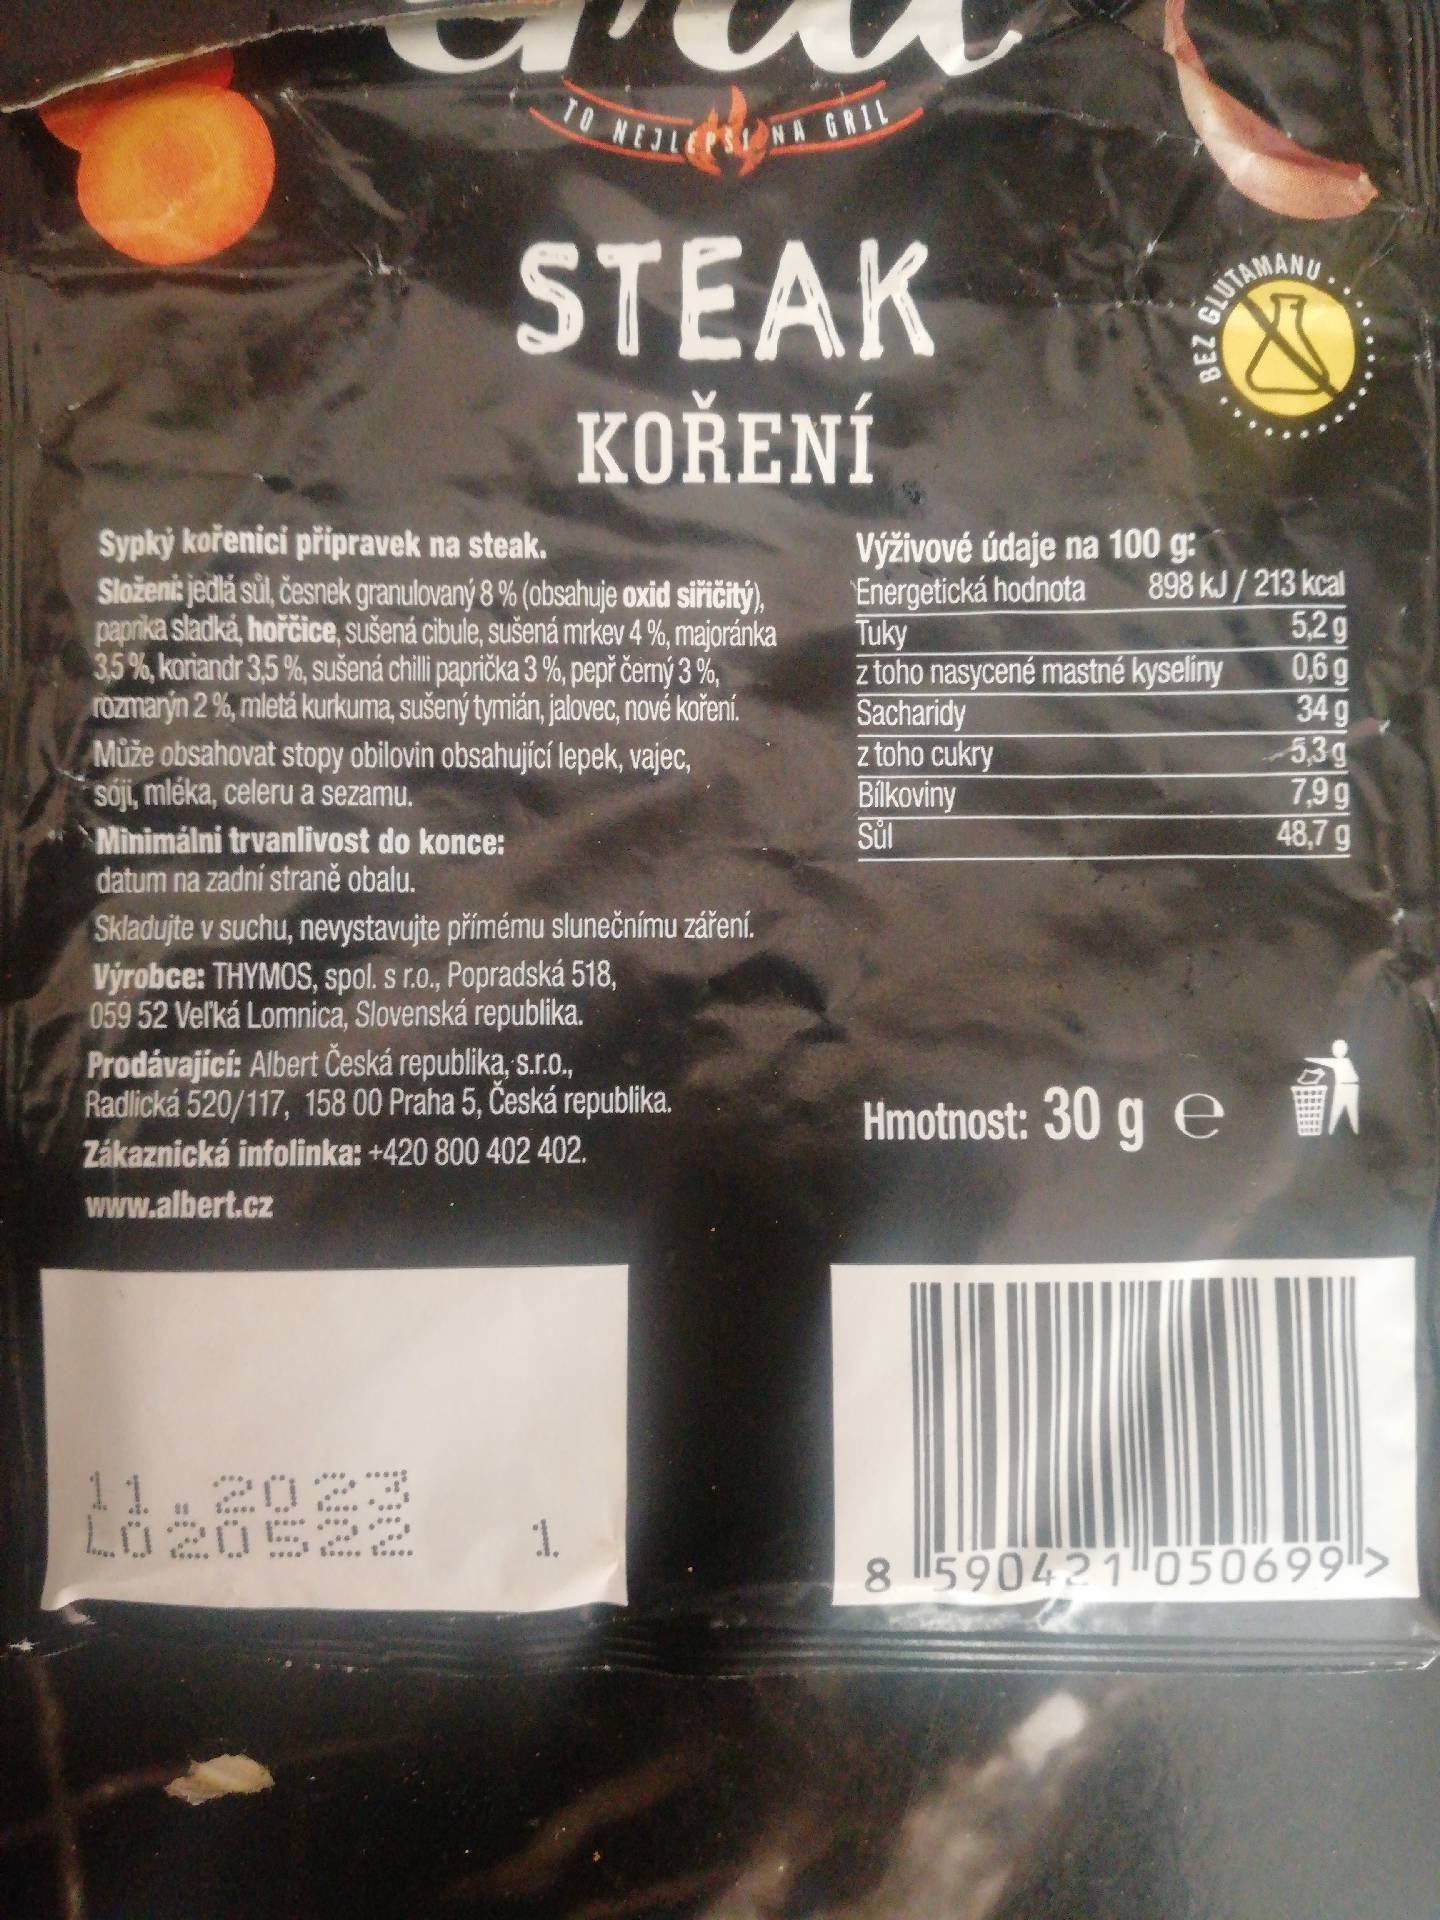 TO NEJLEPŠÍ NA GRIL
STEAK
KOŘENÍ
BEZ GLUTAMANU
Sypký kořenicí přípravek na steak.
Složení: jedlá sůl, česnek granulovaný 8 % (obsahuje oxid siřičitý),
paprika sladká, hořčice, sušená cibule, sušená mrkev 4 %, majoránka
3,5 %, koriandr 3,5 %, sušená chilli paprička 3 %, pepř černý 3 %,
rozmarýn 2 %, mletá kurkuma, sušený tymián, jalovec, nové koření.
Může obsahovat stopy obilovin obsahující lepek, vajec,
sóji, mléka, celeru a sezamu.
Minimální trvanlivost do konce:
datum na zadní straně obalu.
Skladujte v suchu, nevystavujte přímému slunečnímu záření.
Výrobce: THYMOS, spol. s r.o., Popradská 518,
059 52 Veľká Lomnica, Slovenská republika.
Prodávající: Albert Česká republika, s.r.o.,
Radlická 520/117, 158 00 Praha 5, Česká republika.
Zákaznická infolinka: +420 800 402 402.
www.albert.cz
Výživové údaje na 100 g:
Energetická hodnota 898 kJ / 213 kcal
Tuky 5,2 g
z toho nasycené mastné kyseliny 0,6 g
Sacharidy 34 g
z toho cukry 5,3 g
Bílkoviny 7,9 g
Sůl 48,7 g
Hmotnost: 30 g e
11.2023
L020522 1.
8 590421 050699 >